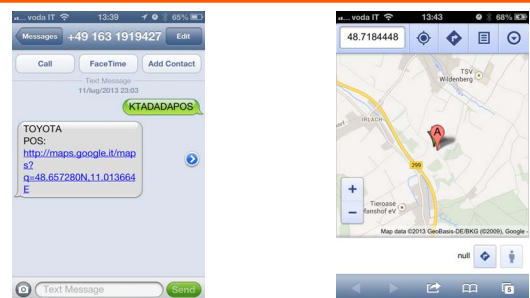 voda IT 13:39 65%
Messages +49 163 1919427 Edit
Call FaceTime Add Contact
Text Message
11/lug/2013 23:03
KTADADAPOS
TOYOTA
POS:
http://maps.google.it/map
s?
q=48.657280N,11.013664
E
Text Message Send
voda IT 13:43 68%
48.7184448
TSV
Wildenberg
IRLACH
A
299
+
Tieroase
fanshof eV
−
Map data ©2013 GeoBasis-DE/BKG (©2009), Google -
null
5